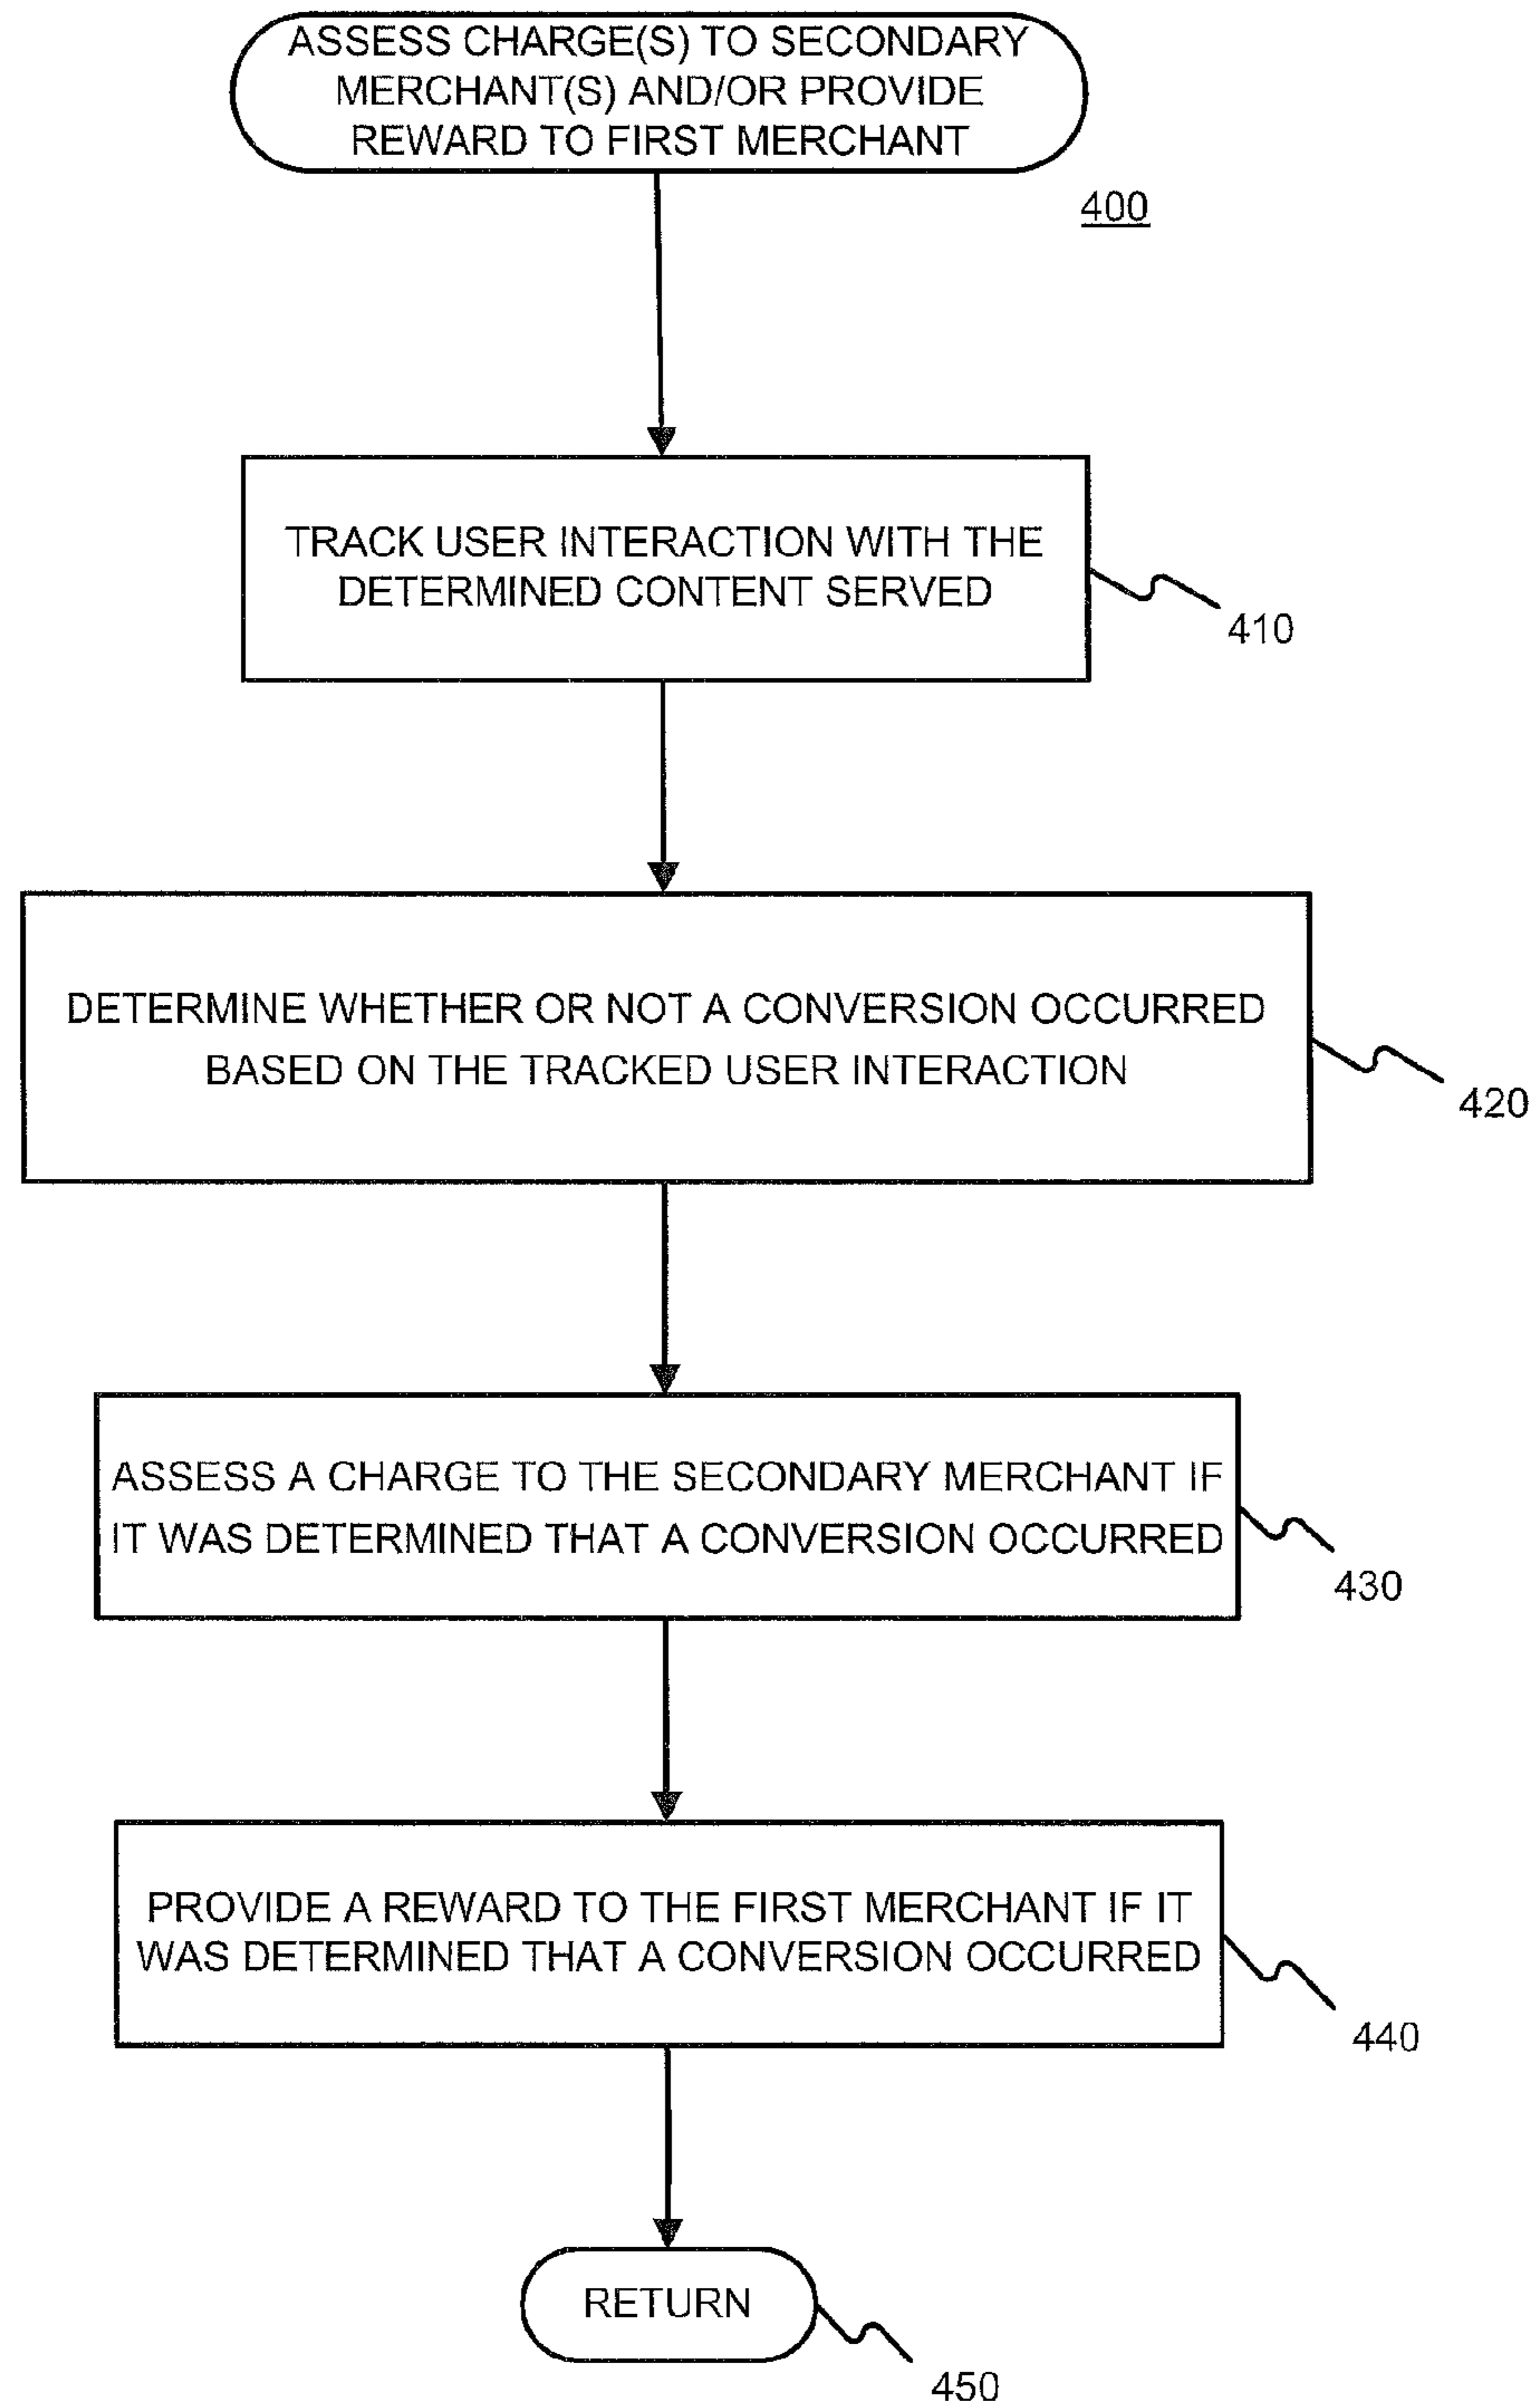 ASSESS CHARGE(S) TO SECONDARY
MERCHANT(S) AND/OR PROVIDE
REWARD TO FIRST MERCHANT
400
TRACK USER INTERACTION WITH THE
DETERMINED CONTENT SERVED
410
DETERMINE WHETHER OR NOT A CONVERSION OCCURRED
BASED ON THE TRACKED USER INTERACTION
420
ASSESS A CHARGE TO THE SECONDARY MERCHANT IF
IT WAS DETERMINED THAT A CONVERSION OCCURRED
430
PROVIDE A REWARD TO THE FIRST MERCHANT IF IT
WAS DETERMINED THAT A CONVERSION OCCURRED
440
RETURN
450